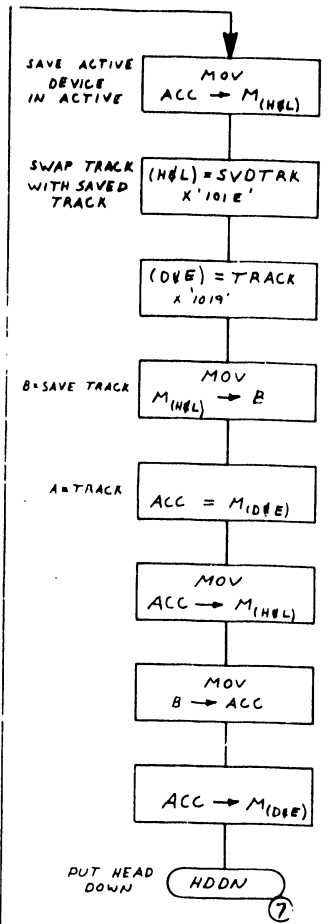 SAVE ACTIVE
DEVICE
IN ACTIVE
MOV
ACC → M(H&L)
SWAP TRACK
WITH SAVED
TRACK
(H&L) = SVDTRK
X'101E'
(D&E) = TRACK
X'1019'
B=SAVE TRACK
MOV
M(H&L) → B
A=TRACK
ACC = M(D&E)
MOV
ACC → M(H&L)
MOV
B → ACC
ACC → M(D&E)
PUT HEAD
DOWN
HDDN
7